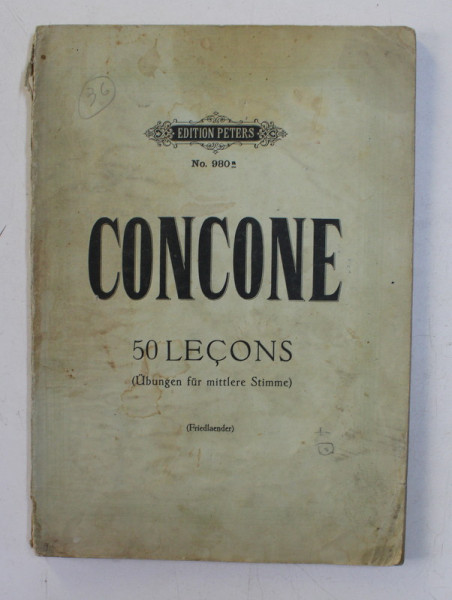 36
EDITION PETERS
No. 980a
CONCONE
50 LEÇONS
(Übungen für mittlere Stimme)
(Friedlaender)